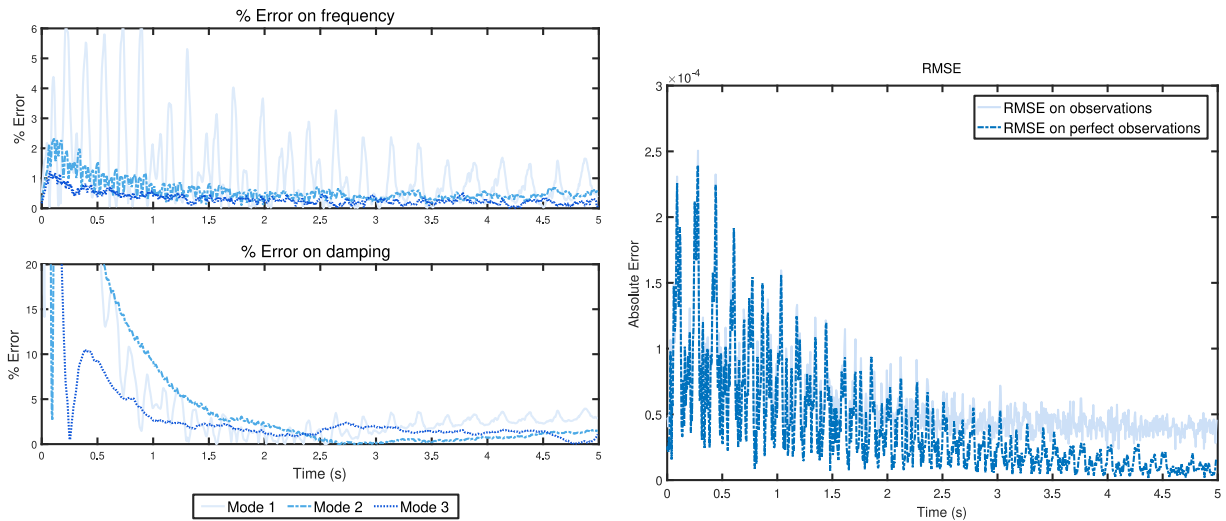 % Error on frequency
% Error
6
5
4
3
2
1
0
0 0.5 1 1.5 2 2.5 3 3.5 4 4.5 5
% Error on damping
% Error
20
15
10
5
0
0 0.5 1 1.5 2 2.5 3 3.5 4 4.5 5
Time (s)
Mode 1 Mode 2 Mode 3
RMSE
×10⁻⁴
RMSE on observations
RMSE on perfect observations
Absolute Error
3
2.5
2
1.5
1
0.5
0
0 0.5 1 1.5 2 2.5 3 3.5 4 4.5 5
Time (s)